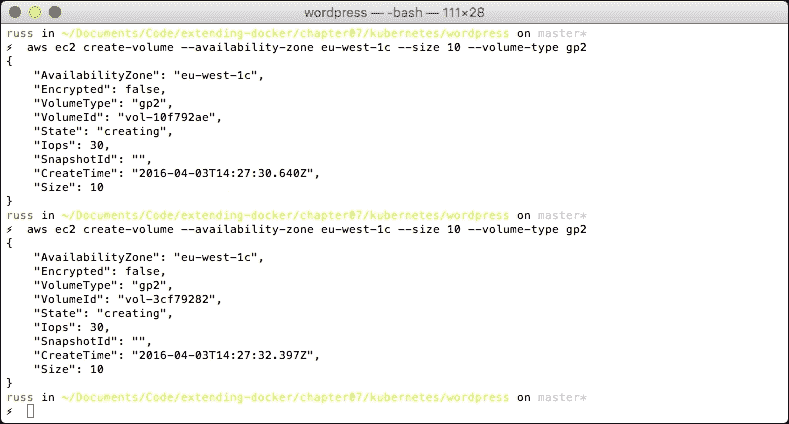 wordpress — -bash — 111×28
russ in ~/Documents/Code/extending-docker/chapter07/kubernetes/wordpress on master*
⚡ aws ec2 create-volume --availability-zone eu-west-1c --size 10 --volume-type gp2
{
    "AvailabilityZone": "eu-west-1c",
    "Encrypted": false,
    "VolumeType": "gp2",
    "VolumeId": "vol-10f792ae",
    "State": "creating",
    "Iops": 30,
    "SnapshotId": "",
    "CreateTime": "2016-04-03T14:27:30.640Z",
    "Size": 10
}
russ in ~/Documents/Code/extending-docker/chapter07/kubernetes/wordpress on master*
⚡ aws ec2 create-volume --availability-zone eu-west-1c --size 10 --volume-type gp2
{
    "AvailabilityZone": "eu-west-1c",
    "Encrypted": false,
    "VolumeType": "gp2",
    "VolumeId": "vol-3cf79282",
    "State": "creating",
    "Iops": 30,
    "SnapshotId": "",
    "CreateTime": "2016-04-03T14:27:32.397Z",
    "Size": 10
}
russ in ~/Documents/Code/extending-docker/chapter07/kubernetes/wordpress on master*
⚡